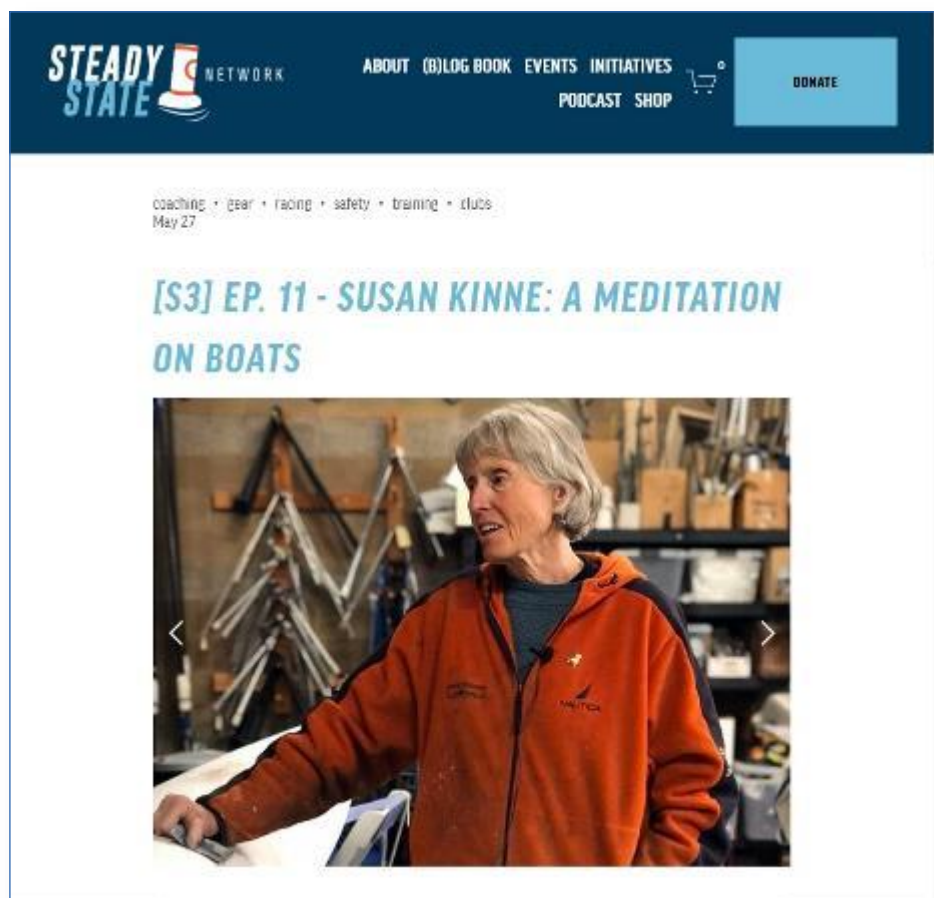 STEADY
STATE
NETWORK
ABOUT (B)LOG BOOK EVENTS INITIATIVES
PODCAST SHOP
0
DONATE
coaching • gear • racing • safety • training • clubs
May 27
[S3] EP. 11 - SUSAN KINNE: A MEDITATION
ON BOATS
NAUTICA